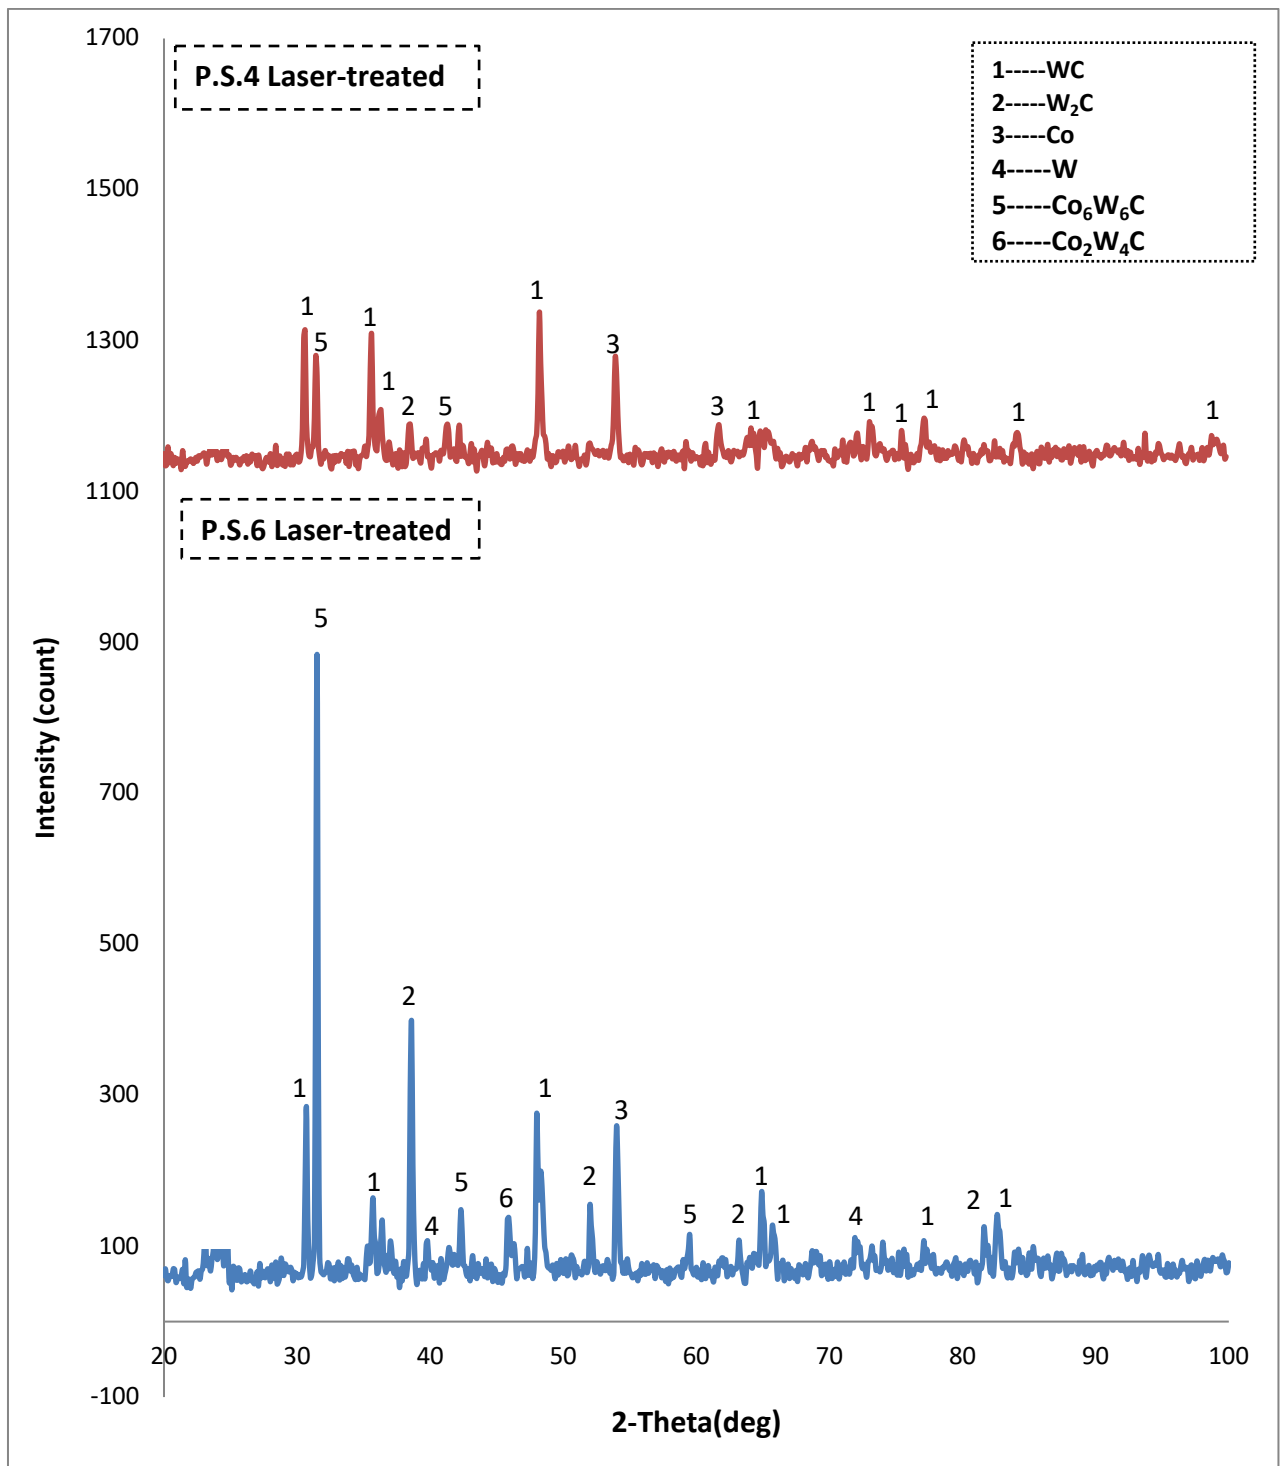 1700
P.S.4 Laser-treated
1-----WC
2-----W₂C
3-----Co
4-----W
5-----Co₆W₆C
6-----Co₂W₄C
1500
1300
1 5 1 1 2 5 1 3 3 1 1 1 1 1 1
1100
P.S.6 Laser-treated
900
5
700
500
2
300
1 1 4 5 6 1 2 3 5 2 1 1 4 1 2 1
100
20 30 40 50 60 70 80 90 100
-100
Intensity (count)
2-Theta(deg)